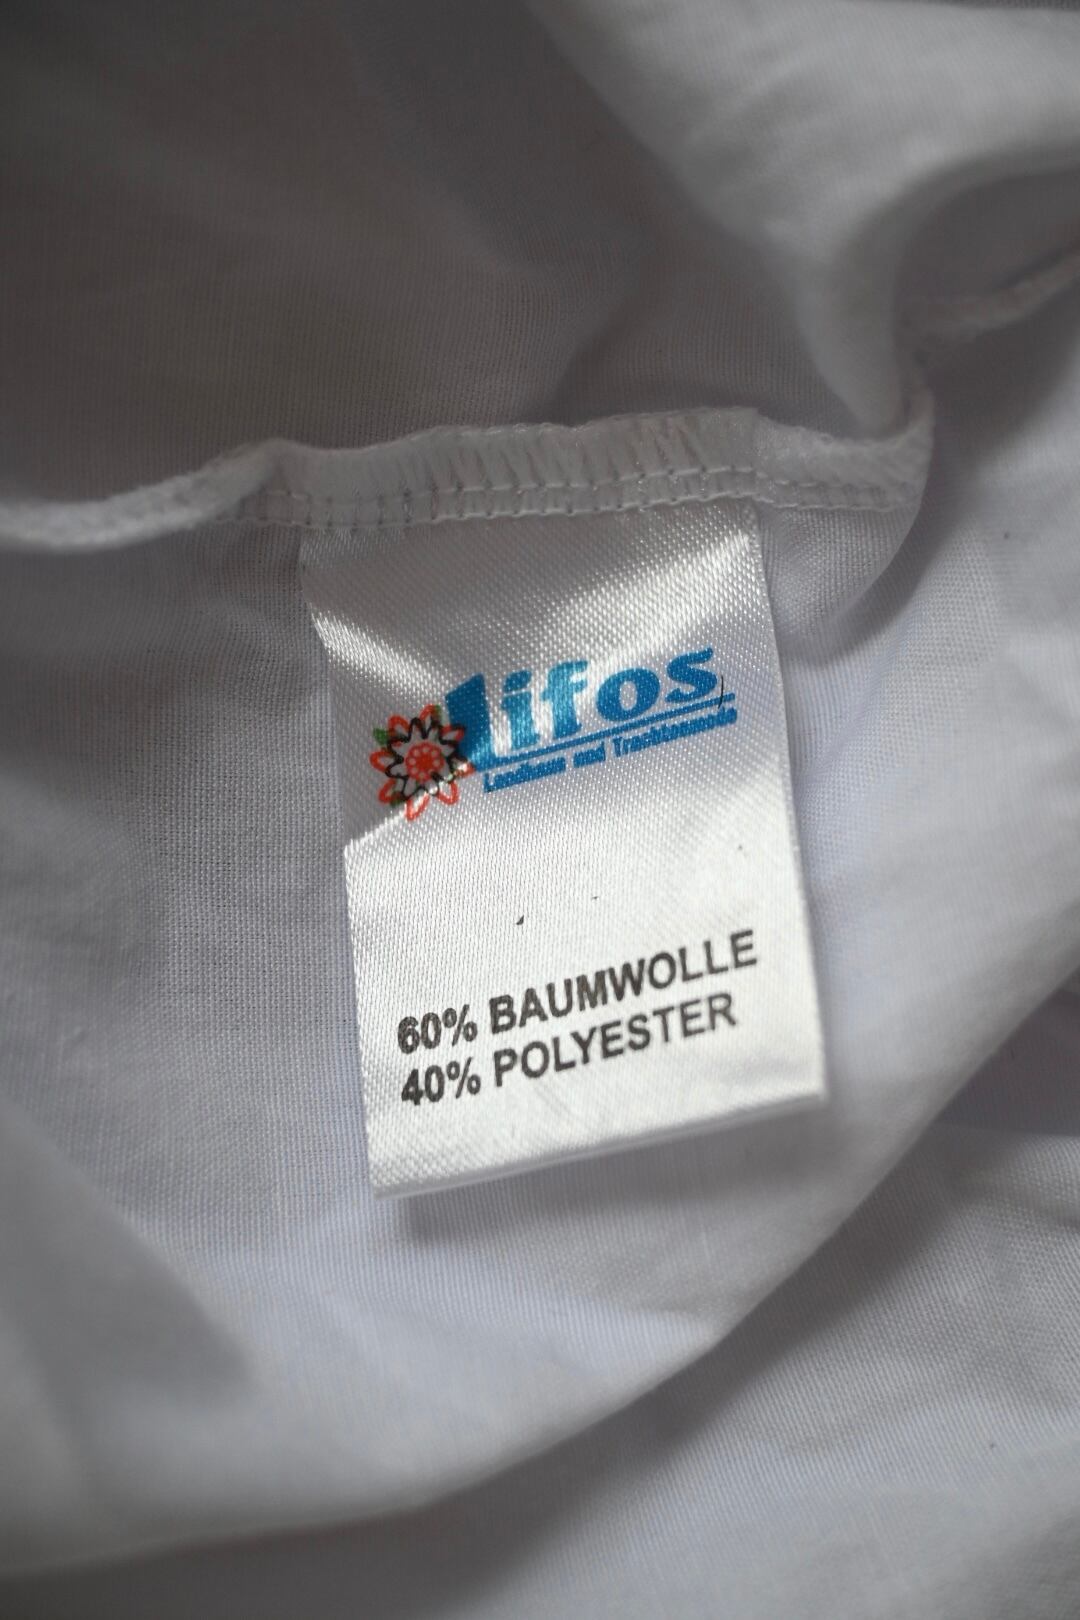 lifos
Landhaus und Trachtenmode
60% BAUMWOLLE
40% POLYESTER